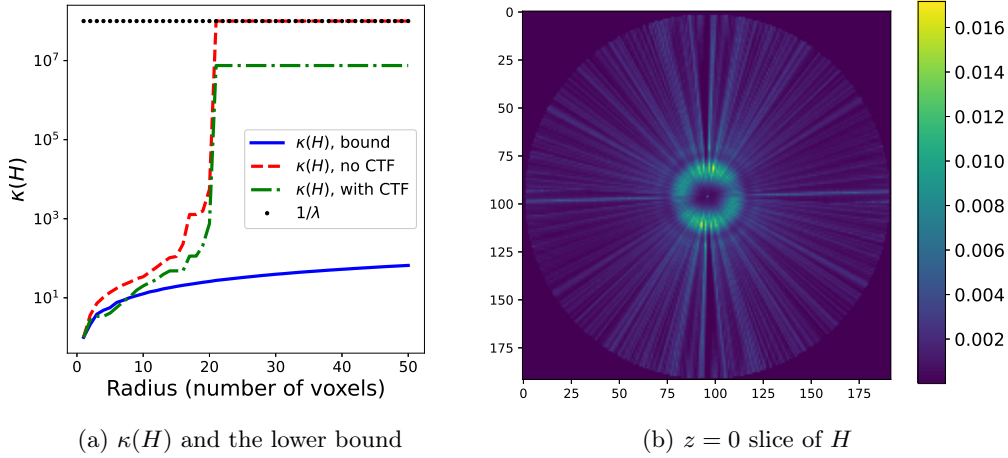 κ(H)
10^7
10^5
10^3
10^1
κ(H), bound
κ(H), no CTF
κ(H), with CTF
1/λ
0 10 20 30 40 50
Radius (number of voxels)
(a) κ(H) and the lower bound
0
25
50
75
100
125
150
175
0 25 50 75 100 125 150 175
0.016
0.014
0.012
0.010
0.008
0.006
0.004
0.002
(b) z = 0 slice of H